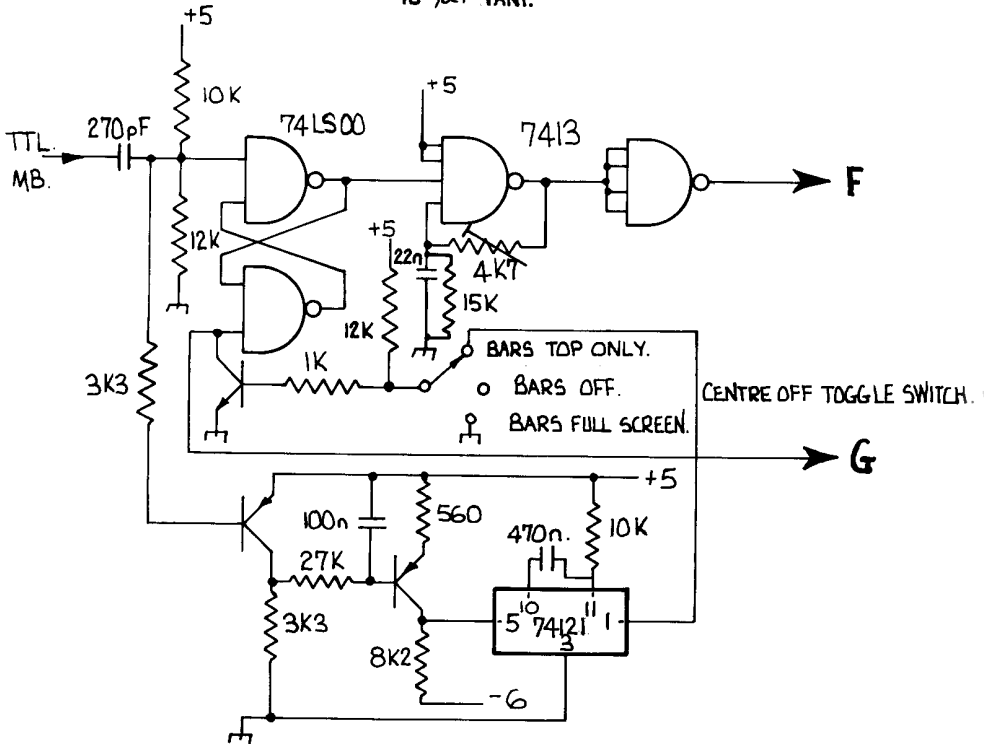 +5
10K
270pF
74LS00
+5
7413
TTL.
MB.
F
12K
+5
22n
4K7
15K
12K
1K
BARS TOP ONLY.
3K3
BARS OFF.
CENTRE OFF TOGGLE SWITCH.
BARS FULL SCREEN.
G
+5
100n
560
470n.
10K
27K
10
11
5
74121
1
3
3K3
8K2
-6